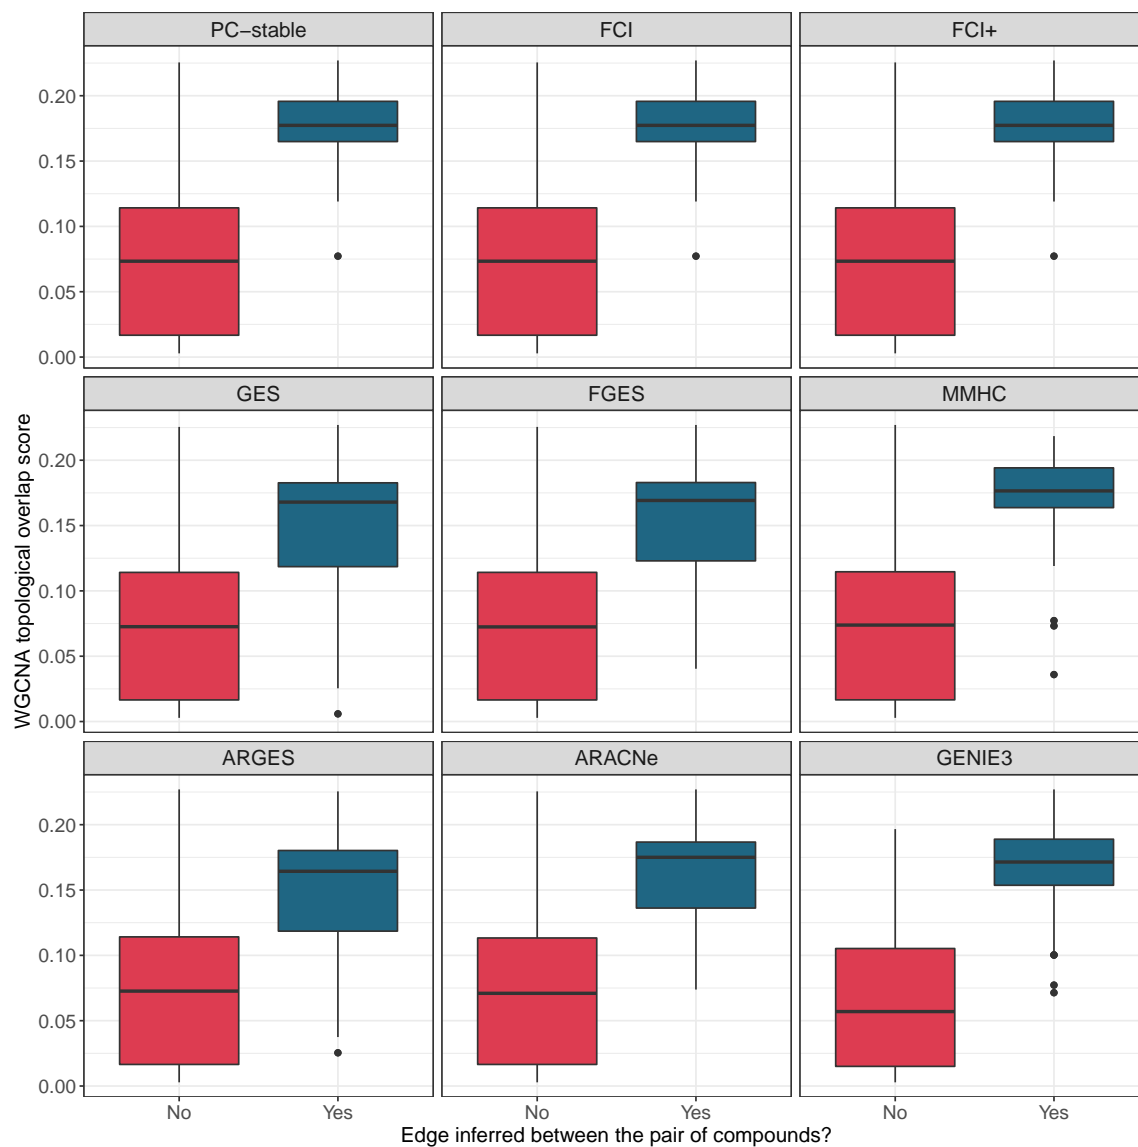 PC−stable FCI FCI+
0.20
0.15
0.10
0.05
0.00
GES FGES MMHC
0.20
0.15
0.10
0.05
0.00
WGCNA topological overlap score
ARGES ARACNe GENIE3
0.20
0.15
0.10
0.05
0.00
No Yes No Yes No Yes
Edge inferred between the pair of compounds?